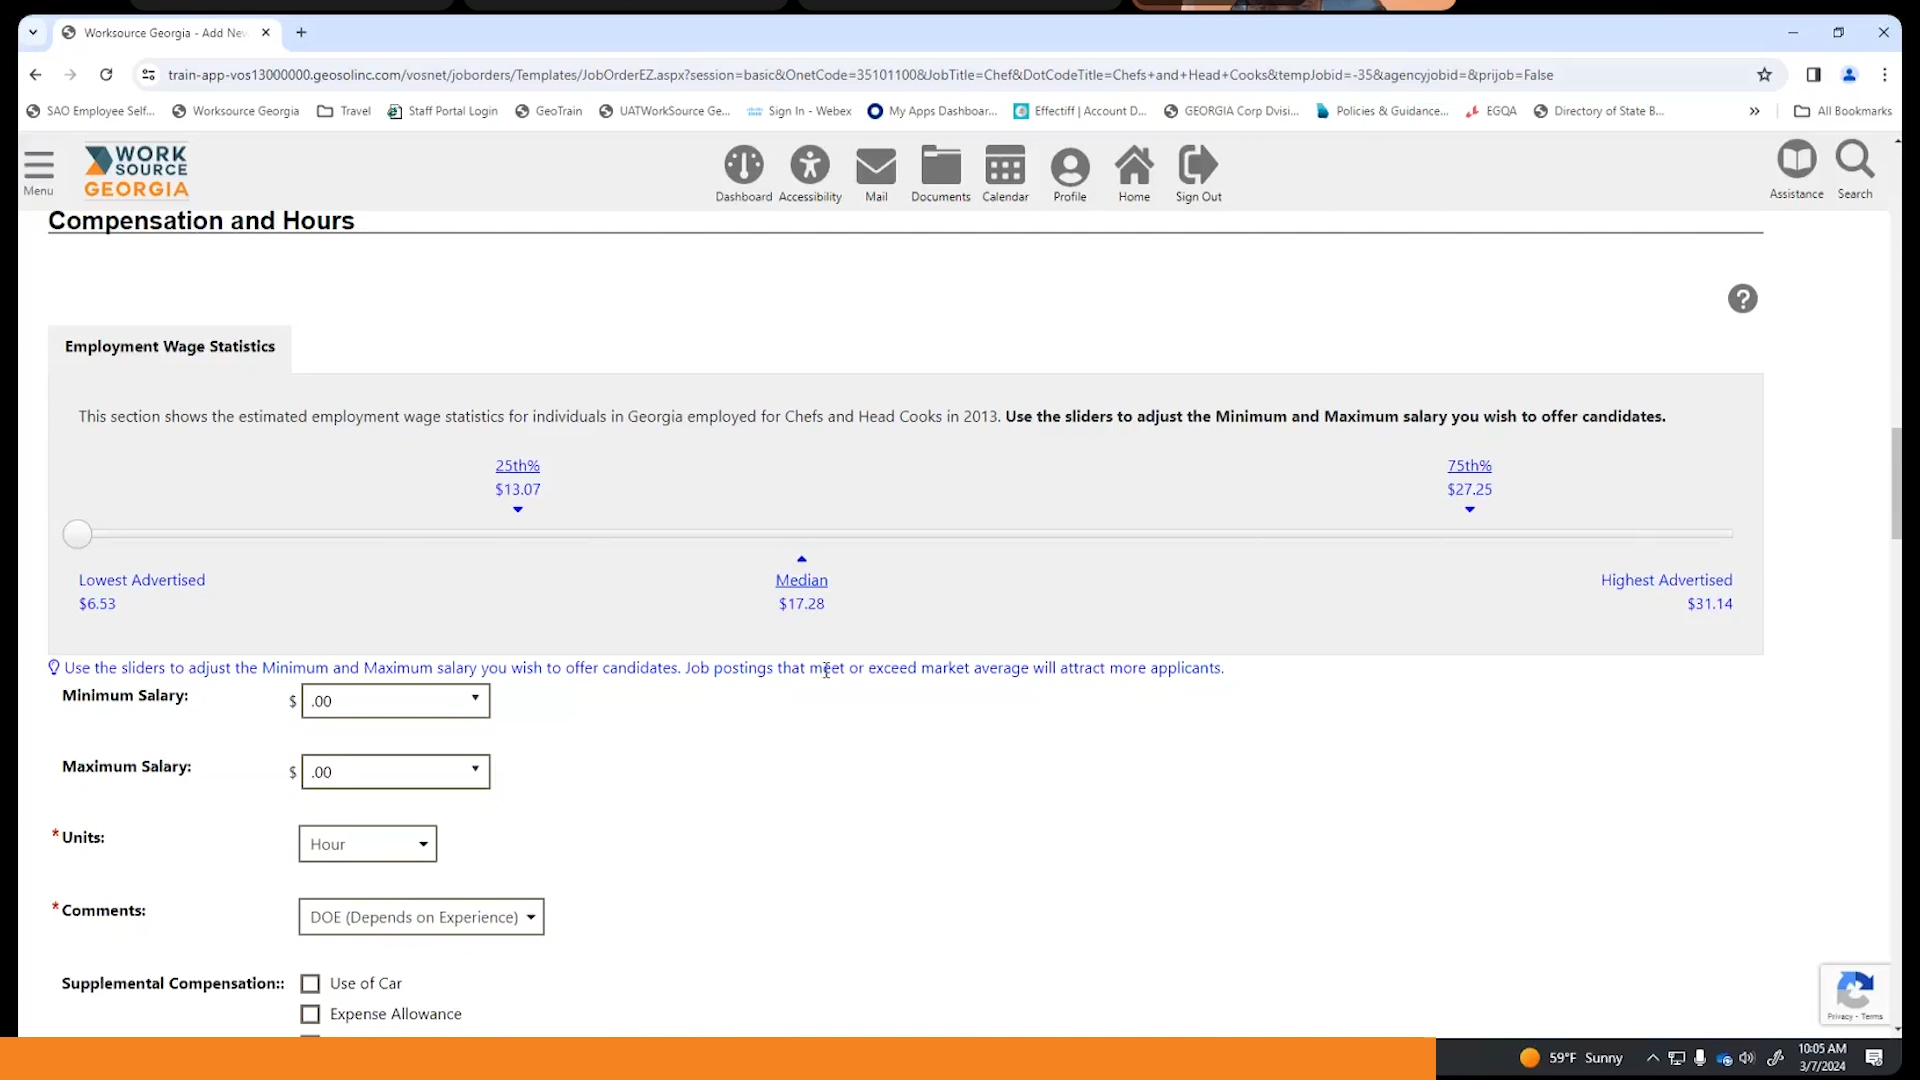 Worksource Georgia - Add Nev
train-app-vos13000000.geosolinc.com/vosnet/joborders/Templates/JobOrderEZ.aspx?session=basic&OnetCode=35101100&JobTitle=Chef&DotCodeTitle=Chefs+and+Head+Cooks&tempJobid=-35&agencyjobid=&prijob=False
SAO Employee Self... Worksource Georgia Travel Staff Portal Login GeoTrain UATWorkSource Ge... Sign In - Webex My Apps Dashboar... Effectiff | Account D... GEORGIA Corp Dvisi... Policies & Guidance... EGQA Directory of State B... » All Bookmarks
Menu
WORK
SOURCE
GEORGIA
Dashboard Accessibility Mail Documents Calendar Profile Home Sign Out Assistance Search
Compensation and Hours
?
Employment Wage Statistics
This section shows the estimated employment wage statistics for individuals in Georgia employed for Chefs and Head Cooks in 2013. Use the sliders to adjust the Minimum and Maximum salary you wish to offer candidates.
25th% 75th%
$13.07 $27.25
Lowest Advertised Median Highest Advertised
$6.53 $17.28 $31.14
Use the sliders to adjust the Minimum and Maximum salary you wish to offer candidates. Job postings that meet or exceed market average will attract more applicants.
Minimum Salary: $ .00
Maximum Salary: $ .00
* Units: Hour
* Comments: DOE (Depends on Experience)
Supplemental Compensation:: Use of Car
Expense Allowance
Privacy - Terms
59°F Sunny
10:05 AM
3/7/2024